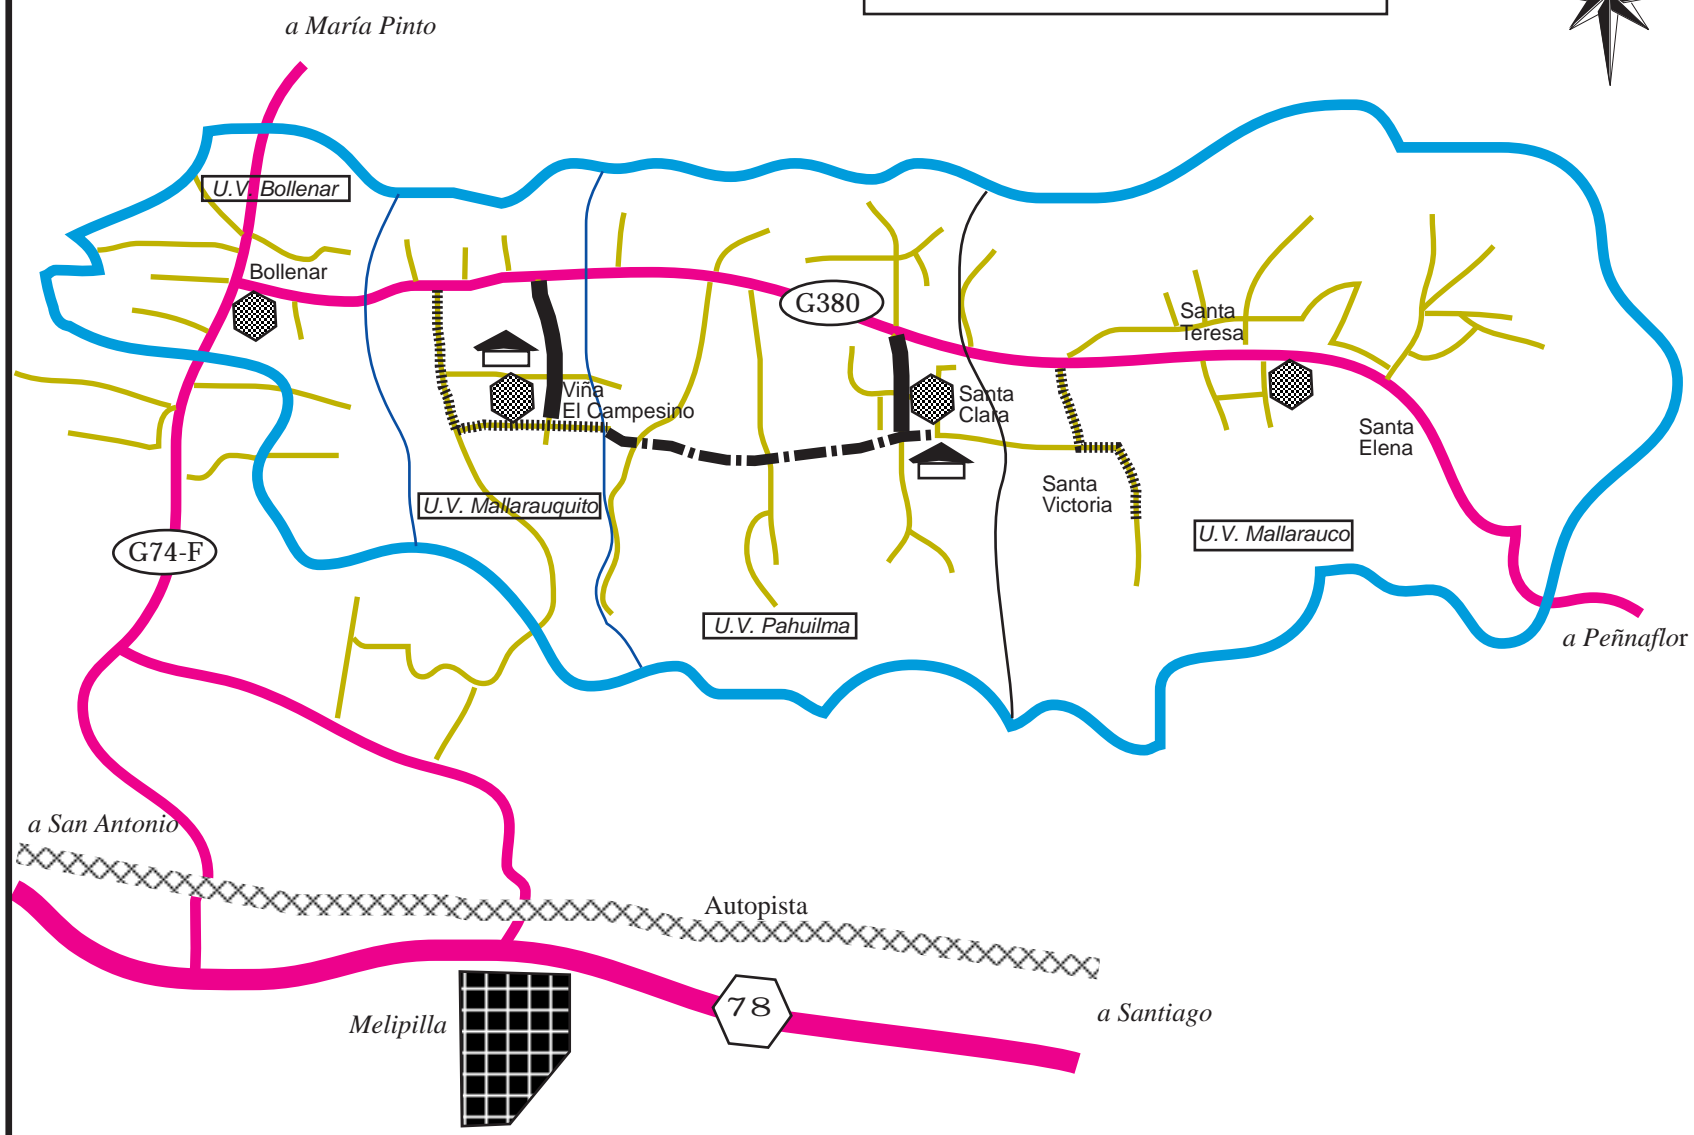 a María Pinto
U.V. Bollenar
Bollenar
G380
Santa
Teresa
Viña
El Campesino
Santa
Clara
Santa
Elena
Santa
Victoria
U.V. Mallarauquito
U.V. Mallarauco
G74-F
U.V. Pahuilma
a Peñnaflor
a San Antonio
Autopista
78
a Santiago
Melipilla